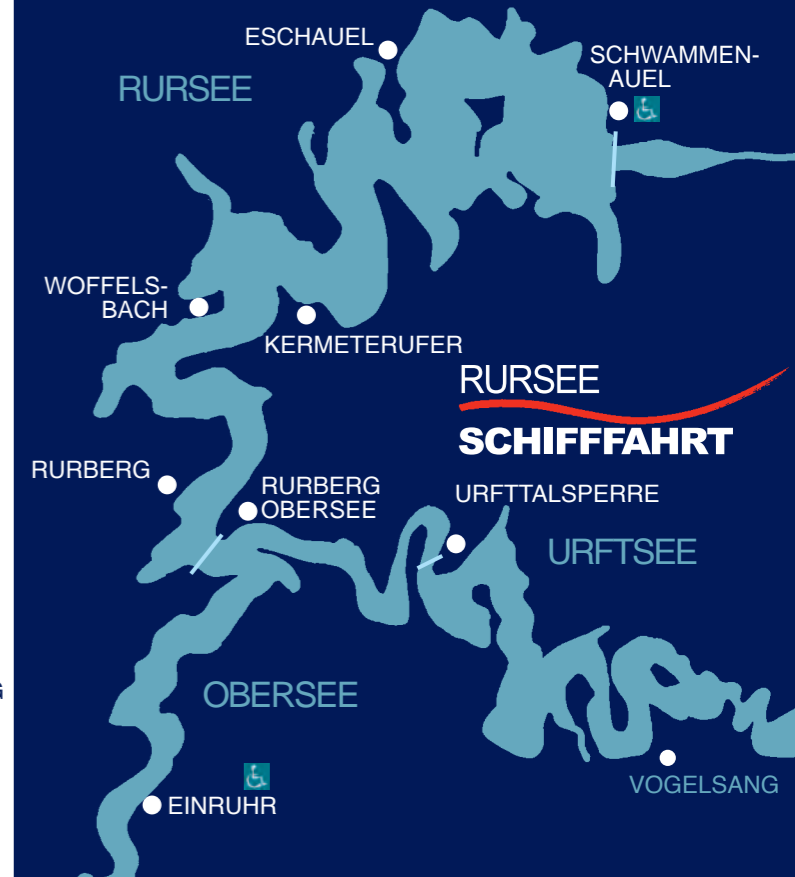 ESCHAUEL
SCHWAMMEN-
AUEL
RURSEE
WOFFELS-
BACH
KERMETERUFER
RURSEE
SCHIFFFAHRT
RURBERG
RURBERG
OBERSEE
URFTTALSPERRE
URFTSEE
G
OBERSEE
VOGELSANG
EINRUHR